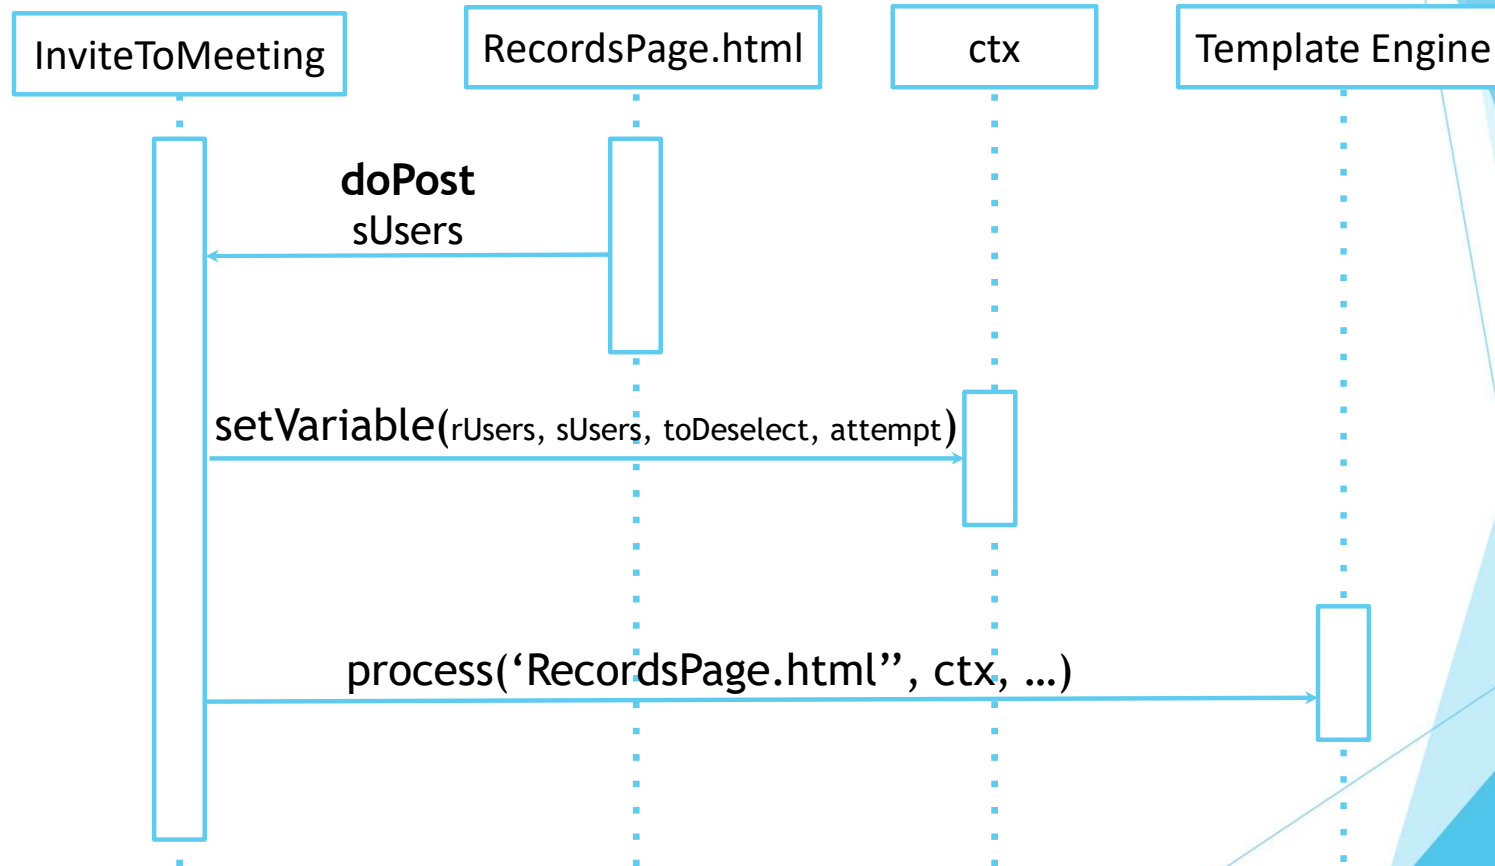 InviteToMeeting
RecordsPage.html
ctx
Template Engine
doPost
sUsers
setVariable(rUsers, sUsers, toDeselect, attempt)
process(‘RecordsPage.html’’, ctx, …)